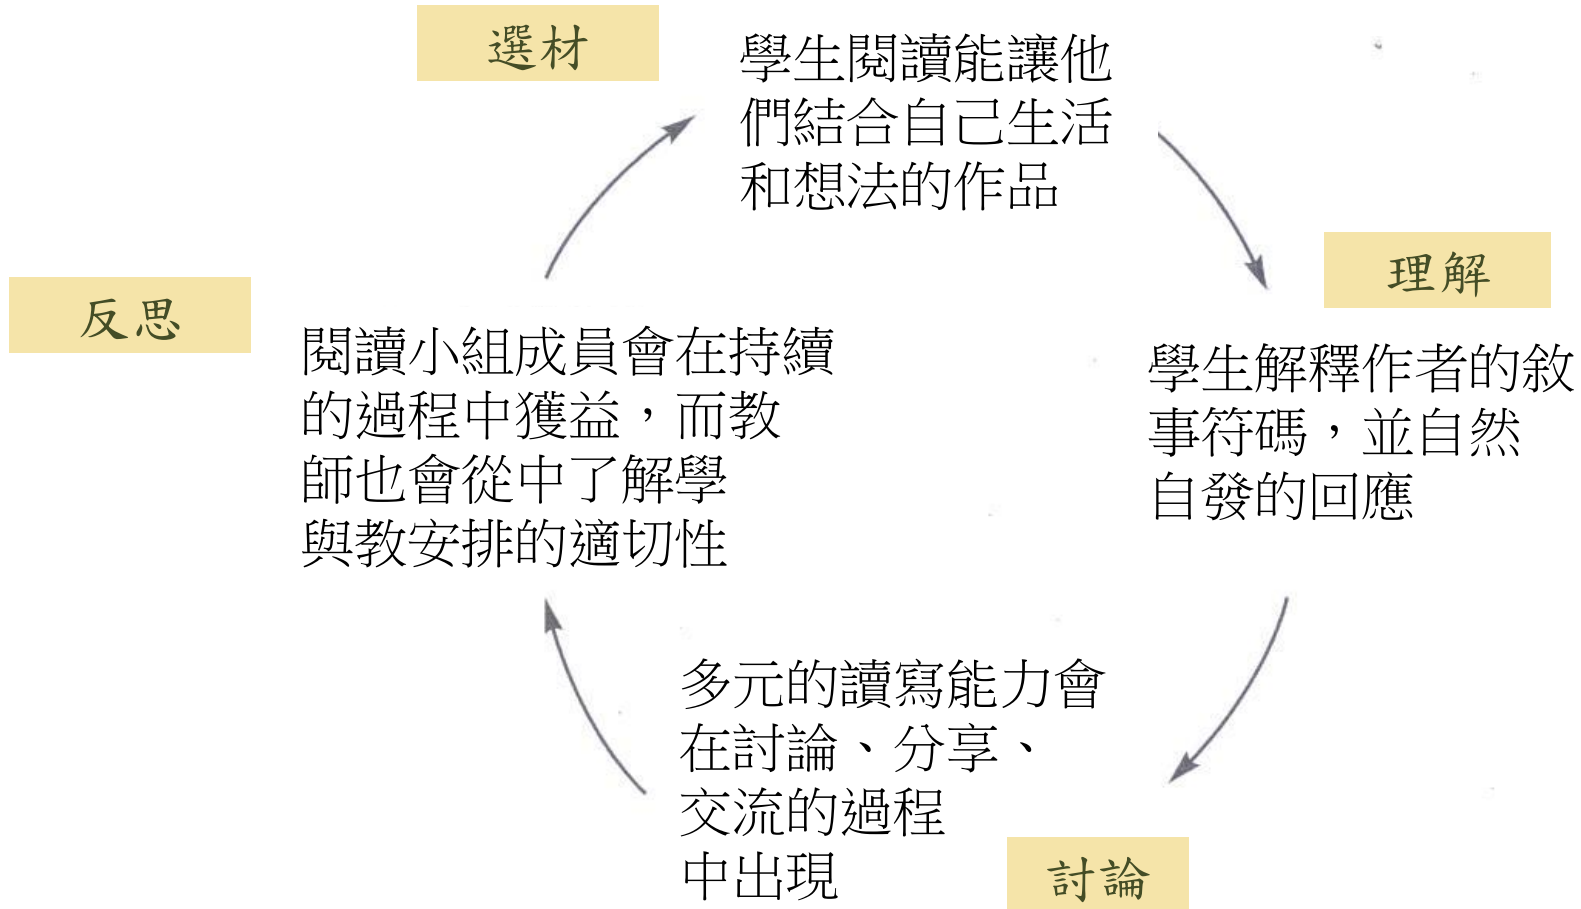 選材
學生閱讀能讓他
們結合自己生活
和想法的作品
理解
學生解釋作者的敘
事符碼，並自然
自發的回應
討論
多元的讀寫能力會
在討論、分享、
交流的過程
中出現
反思
閱讀小組成員會在持續
的過程中獲益，而教
師也會從中了解學
與教安排的適切性